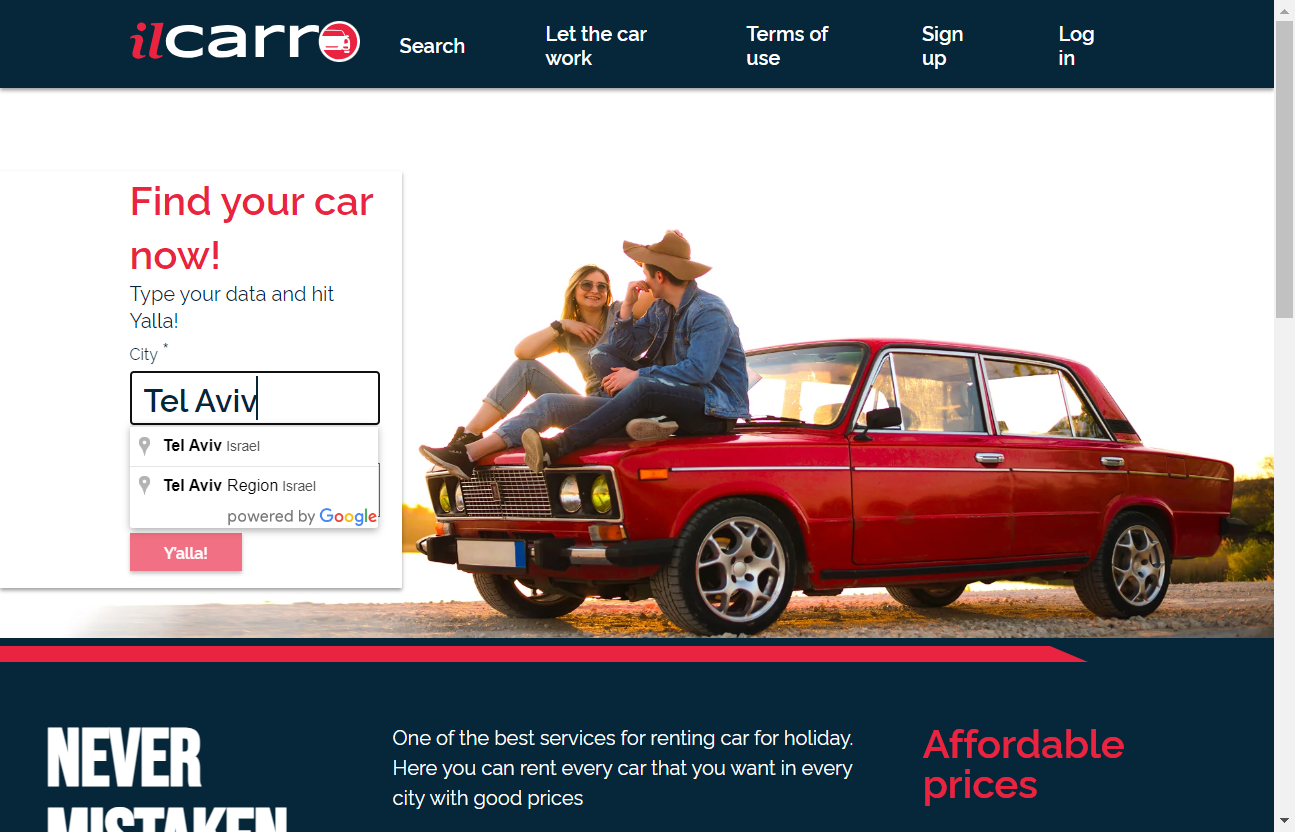 ilcarro
Search
Let the car
work
Terms of
use
Sign
up
Log
in
Find your car
now!
Type your data and hit
Yalla!
City *
Tel Aviv
Tel Aviv Israel
Tel Aviv Region Israel
powered by Google
Y'alla!
NEVER
MISTAKEN
One of the best services for renting car for holiday.
Here you can rent every car that you want in every
city with good prices
Affordable
prices